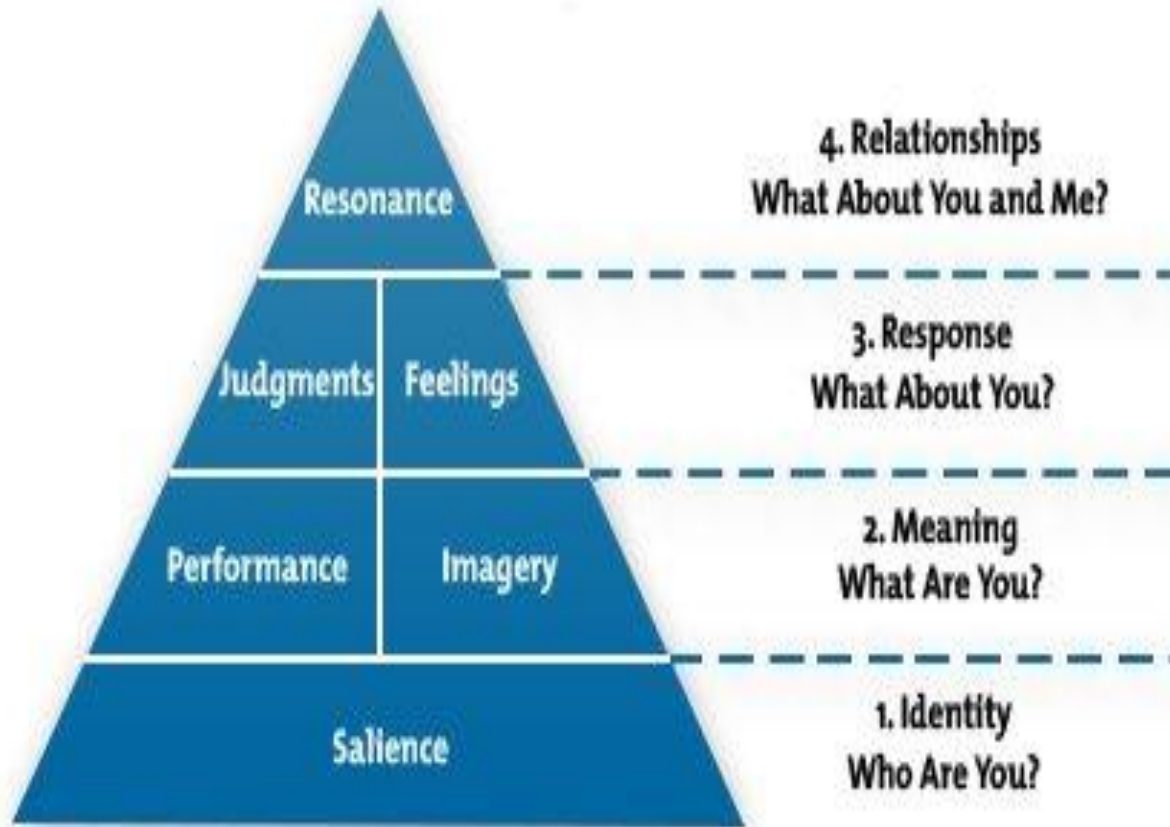 Resonance
4. Relationships
What About You and Me?
Judgments Feelings
3. Response
What About You?
Performance Imagery
2. Meaning
What Are You?
Salience
1. Identity
Who Are You?